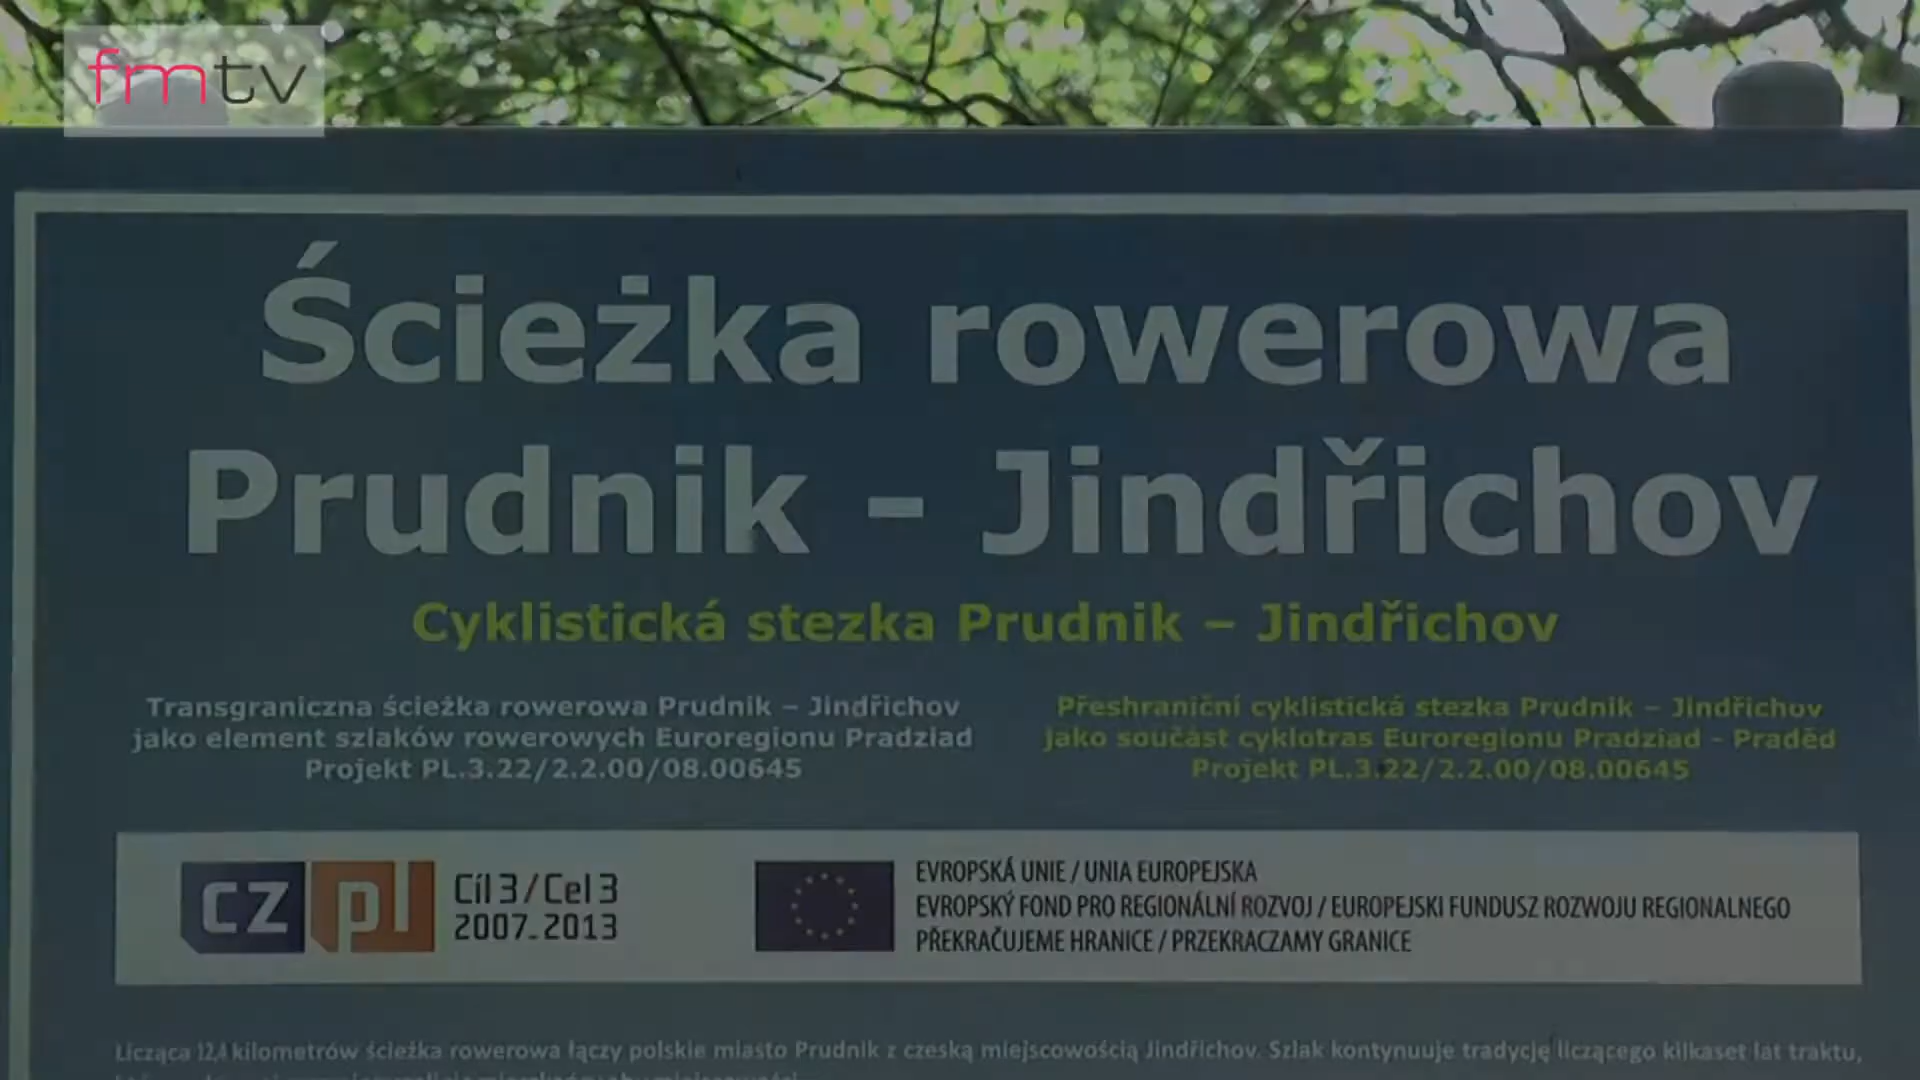 fmtv
Ścieżka rowerowa
Prudnik - Jindřichov
Cyklistická stezka Prudnik – Jindřichov
Transgraniczna ścieżka rowerowa Prudnik – Jindřichov
jako element szlaków rowerowych Euroregionu Pradziad
Projekt PL.3.22/2.2.00/08.00645
Přeshraniční cyklistická stezka Prudnik – Jindřichov
jako součást cyklotras Euroregionu Pradziad - Praděd
Projekt PL.3.22/2.2.00/08.00645
cz pl
Cíl 3 / Cel 3
2007-2013
EVROPSKÁ UNIE / UNIA EUROPEJSKA
EVROPSKÝ FOND PRO REGIONÁLNÍ ROZVOJ / EUROPEJSKI FUNDUSZ ROZWOJU REGIONALNEGO
PŘEKRAČUJEME HRANICE / PRZEKRACZAMY GRANICE
Licząca 12,4 kilometrów ścieżka rowerowa łączy polskie miasto Prudnik z czeską miejscowością Jindřichov. Szlak kontynuuje tradycję liczącego kilkaset lat traktu,